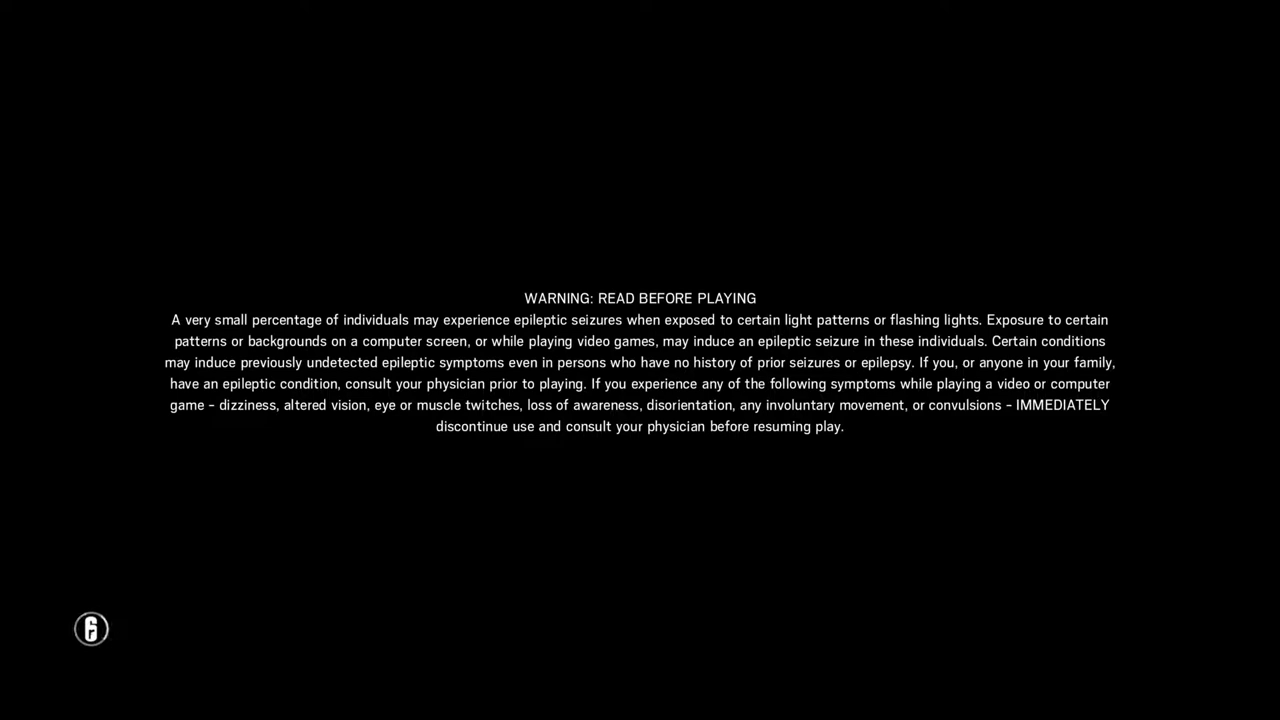 WARNING: READ BEFORE PLAYING
A very small percentage of individuals may experience epileptic seizures when exposed to certain light patterns or flashing lights. Exposure to certain
patterns or backgrounds on a computer screen, or while playing video games, may induce an epileptic seizure in these individuals. Certain conditions
may induce previously undetected epileptic symptoms even in persons who have no history of prior seizures or epilepsy. If you, or anyone in your family,
have an epileptic condition, consult your physician prior to playing. If you experience any of the following symptoms while playing a video or computer
game - dizziness, altered vision, eye or muscle twitches, loss of awareness, disorientation, any involuntary movement, or convulsions - IMMEDIATELY
discontinue use and consult your physician before resuming play.
6